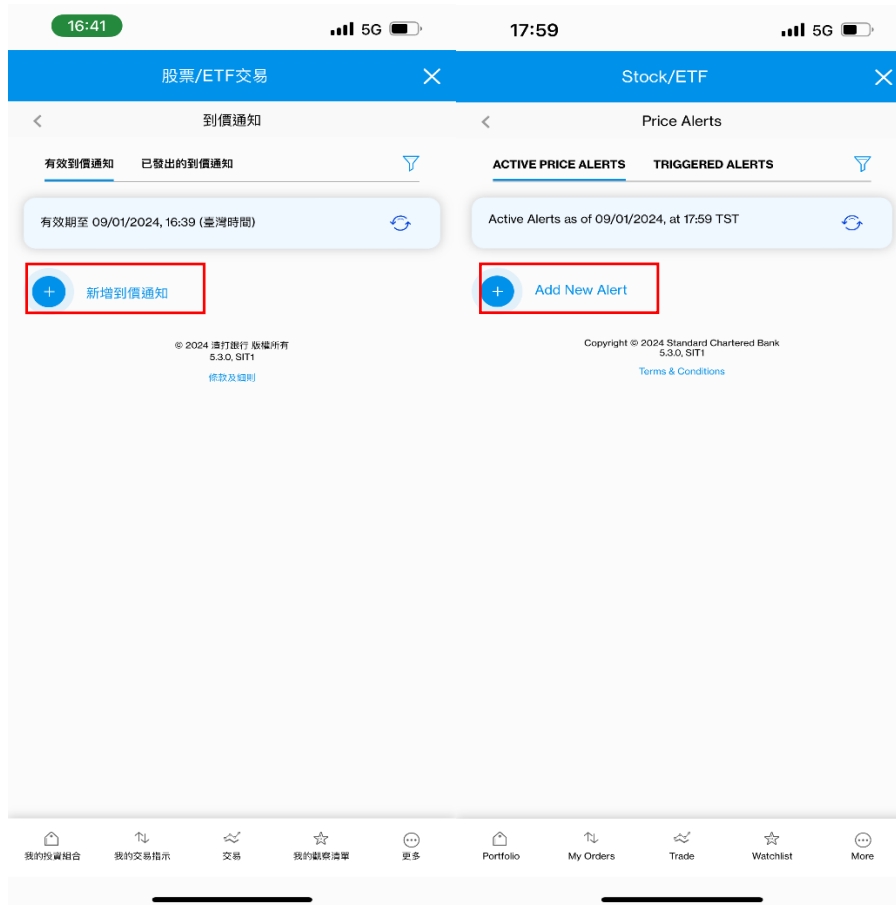 16:41
5G
股票/ETF交易
到價通知
有效到價通知
已發出的到價通知
有效期至 09/01/2024, 16:39 (臺灣時間)
新增到價通知
© 2024 渣打銀行 版權所有
5.3.0, SIT1
條款及細則
我的投資組合
我的交易指示
交易
我的觀察清單
更多
17:59
5G
Stock/ETF
Price Alerts
ACTIVE PRICE ALERTS
TRIGGERED ALERTS
Active Alerts as of 09/01/2024, at 17:59 TST
Add New Alert
Copyright © 2024 Standard Chartered Bank
5.3.0, SIT1
Terms & Conditions
Portfolio
My Orders
Trade
Watchlist
More